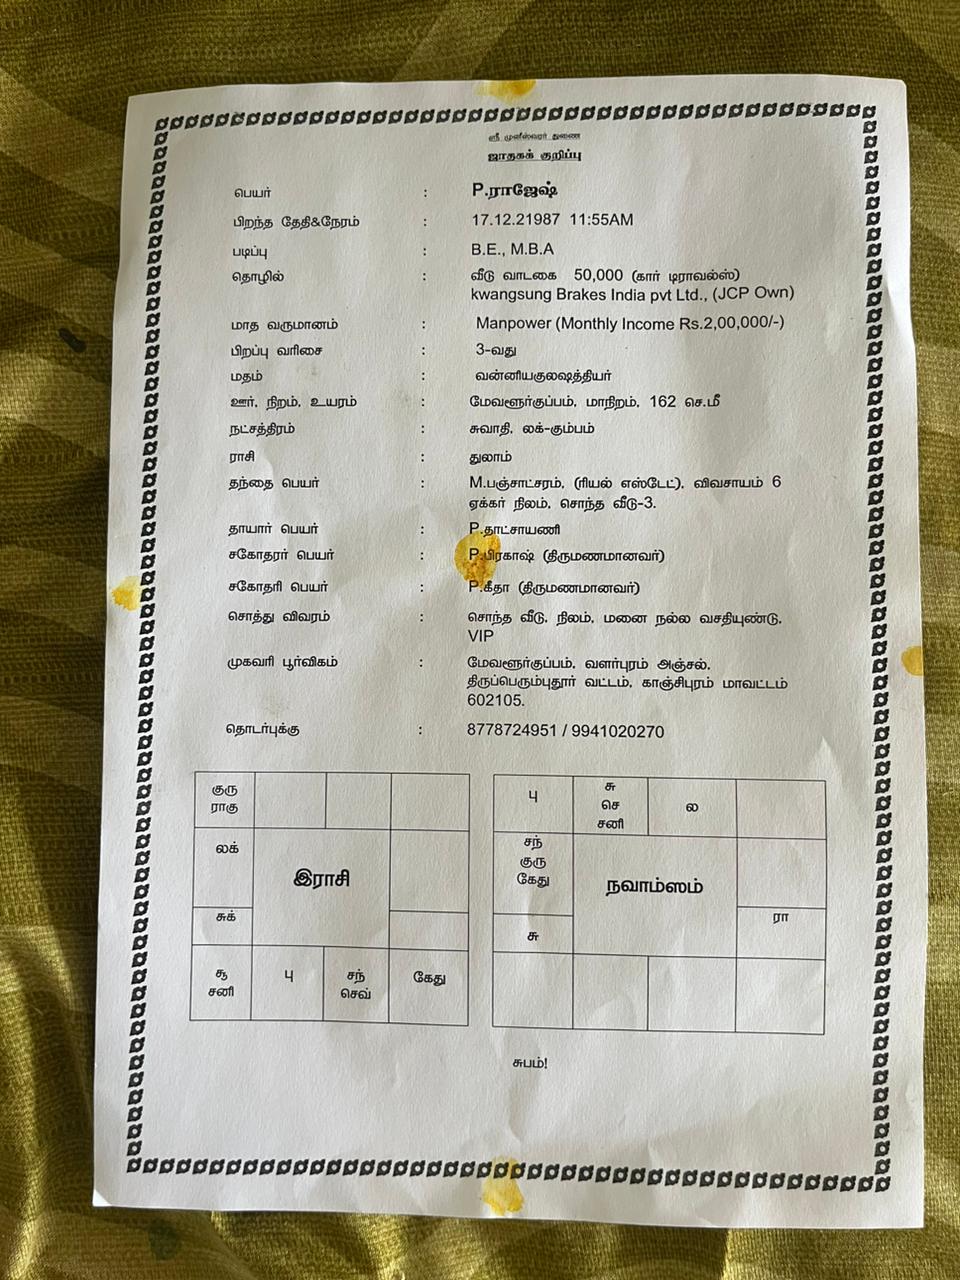 ஸ்ரீ முனீஸ்வரர் துணை
ஜாதகக் குறிப்பு
பெயர் : P.ராஜேஷ்
பிறந்த தேதி&நேரம் : 17.12.21987 11:55AM
படிப்பு : B.E., M.B.A
தொழில் : வீடு வாடகை 50,000 (கார் டிராவல்ஸ்)
kwangsung Brakes India pvt Ltd., (JCP Own)
மாத வருமானம் : Manpower (Monthly Income Rs.2,00,000/-)
பிறப்பு வரிசை : 3-வது
மதம் : வன்னியகுலஷத்தியர்
ஊர், நிறம், உயரம் : மேவளூர்குப்பம், மாநிறம், 162 செ.மீ
நட்சத்திரம் : சுவாதி, லக்-கும்பம்
ராசி : துலாம்
தந்தை பெயர் : M.பஞ்சாட்சரம், (ரியல் எஸ்டேட்), விவசாயம் 6
ஏக்கர் நிலம், சொந்த வீடு-3.
தாயார் பெயர் : P.தாட்சாயணி
சகோதரர் பெயர் : P.பிரகாஷ் (திருமணமானவர்)
சகோதரி பெயர் : P.கீதா (திருமணமானவர்)
சொத்து விவரம் : சொந்த வீடு, நிலம், மனை நல்ல வசதியுண்டு,
VIP
முகவரி பூர்விகம் : மேவளூர்குப்பம், வளர்புரம் அஞ்சல்,
திருப்பெரும்புதூர் வட்டம், காஞ்சிபுரம் மாவட்டம்
602105.
தொடர்புக்கு : 8778724951 / 9941020270
குரு
ராகு
லக்
இராசி
சுக்
சூ
சனி
பு
சந்
செவ்
கேது
பு
சு
செ
சனி
ல
சந்
குரு
கேது
நவாம்ஸம்
சு
ரா
சுபம்!